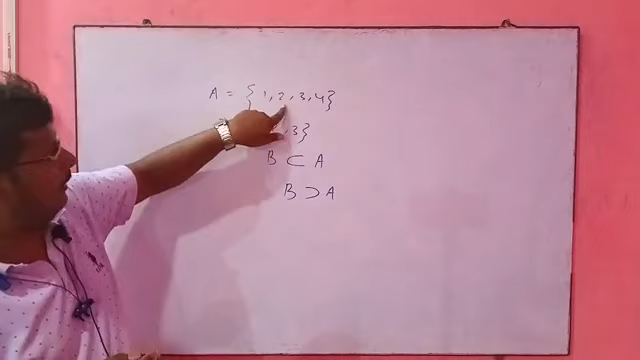 A = { 1, 2, 3, 4}
, 3}
B ⊂ A
B ⊃ A